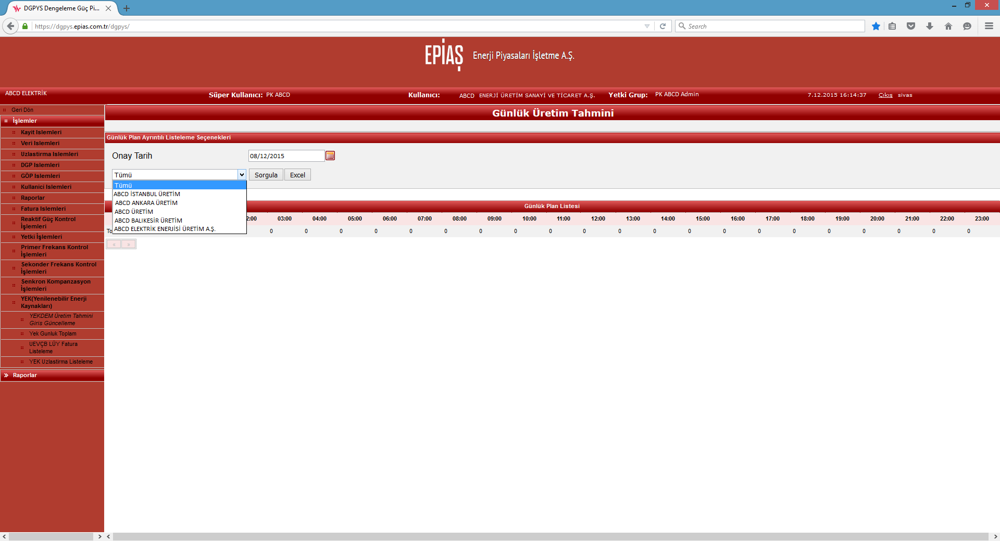 DGPYS Dengeleme Güç Pi...
https://dgpys.epias.com.tr/dgpys/
Search
EPİAŞ Enerji Piyasaları İşletme A.Ş.
ABCD ELEKTRİK
Süper Kullanıcı: PK ABCD
Kullanıcı: ABCD ENERJİ ÜRETİM SANAYİ VE TİCARET A.Ş.
Yetki Grup: PK ABCD Admin
7.12.2015 16:14:37 Çıkış sivas
Geri Dön
İşlemler
Kayit Islemleri
Veri Islemleri
Uzlastirma Islemleri
DGP Islemleri
GÖP Islemleri
Kullanici Islemleri
Raporlar
Fatura Islemleri
Reaktif Güç Kontrol
İşlemleri
Yetki İşlemleri
Primer Frekans Kontrol
İşlemleri
Sekonder Frekans Kontrol
İşlemleri
Senkron Kompanzasyon
İşlemleri
YEK(Yenilenebilir Enerji
Kaynakları)
YEKDEM Üretim Tahmini
Giris Güncelleme
Yek Gunluk Toplam
UEVÇB LÜY Fatura
Listeleme
YEK Uzlastirma Listeleme
Raporlar
Günlük Üretim Tahmini
Günlük Plan Ayrıntılı Listeleme Seçenekleri
Onay Tarih 08/12/2015
Tümü Sorgula Excel
Tümü
ABCD İSTANBUL ÜRETİM
ABCD ANKARA ÜRETİM
ABCD ÜRETİM
ABCD BALIKESİR ÜRETİM
ABCD ELEKTRİK ENERJİSİ ÜRETİM A.Ş.
Günlük Plan Listesi
2:00 03:00 04:00 05:00 06:00 07:00 08:00 09:00 10:00 11:00 12:00 13:00 14:00 15:00 16:00 17:00 18:00 19:00 20:00 21:00 22:00 23:00
0 0 0 0 0 0 0 0 0 0 0 0 0 0 0 0 0 0 0 0 0
« »